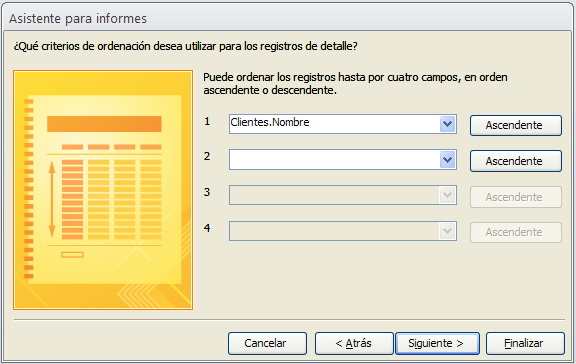 Asistente para informes
¿Qué criterios de ordenación desea utilizar para los registros de detalle?
Puede ordenar los registros hasta por cuatro campos, en orden
ascendente o descendente.
1 Clientes.Nombre Ascendente
2 Ascendente
3 Ascendente
4 Ascendente
Cancelar < Atrás Siguiente > Finalizar